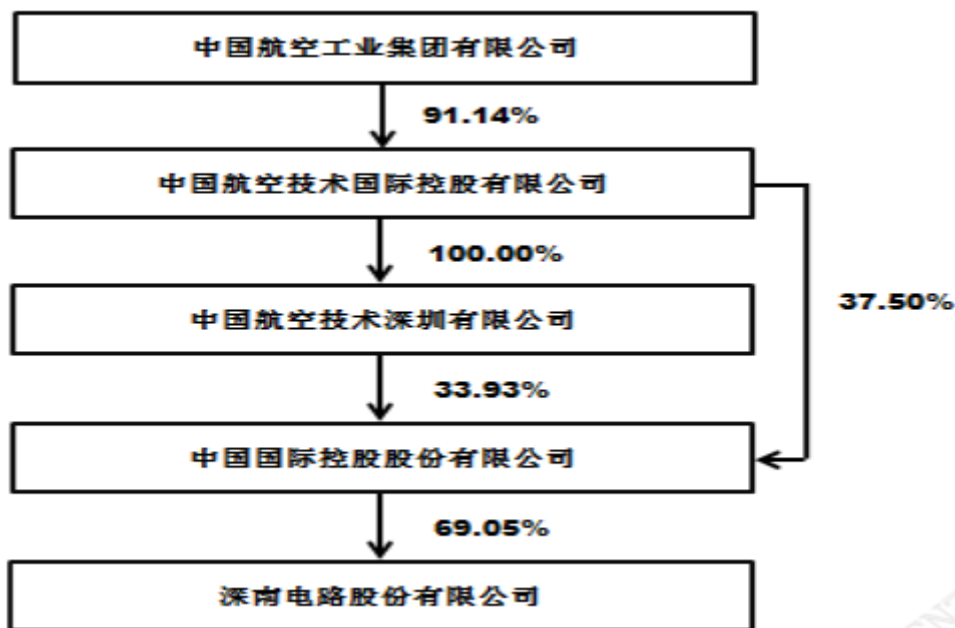 中国航空工业集团有限公司
91.14%
中国航空技术国际控股有限公司
100.00%
37.50%
中国航空技术深圳有限公司
33.93%
中国国际控股股份有限公司
69.05%
深南电路股份有限公司